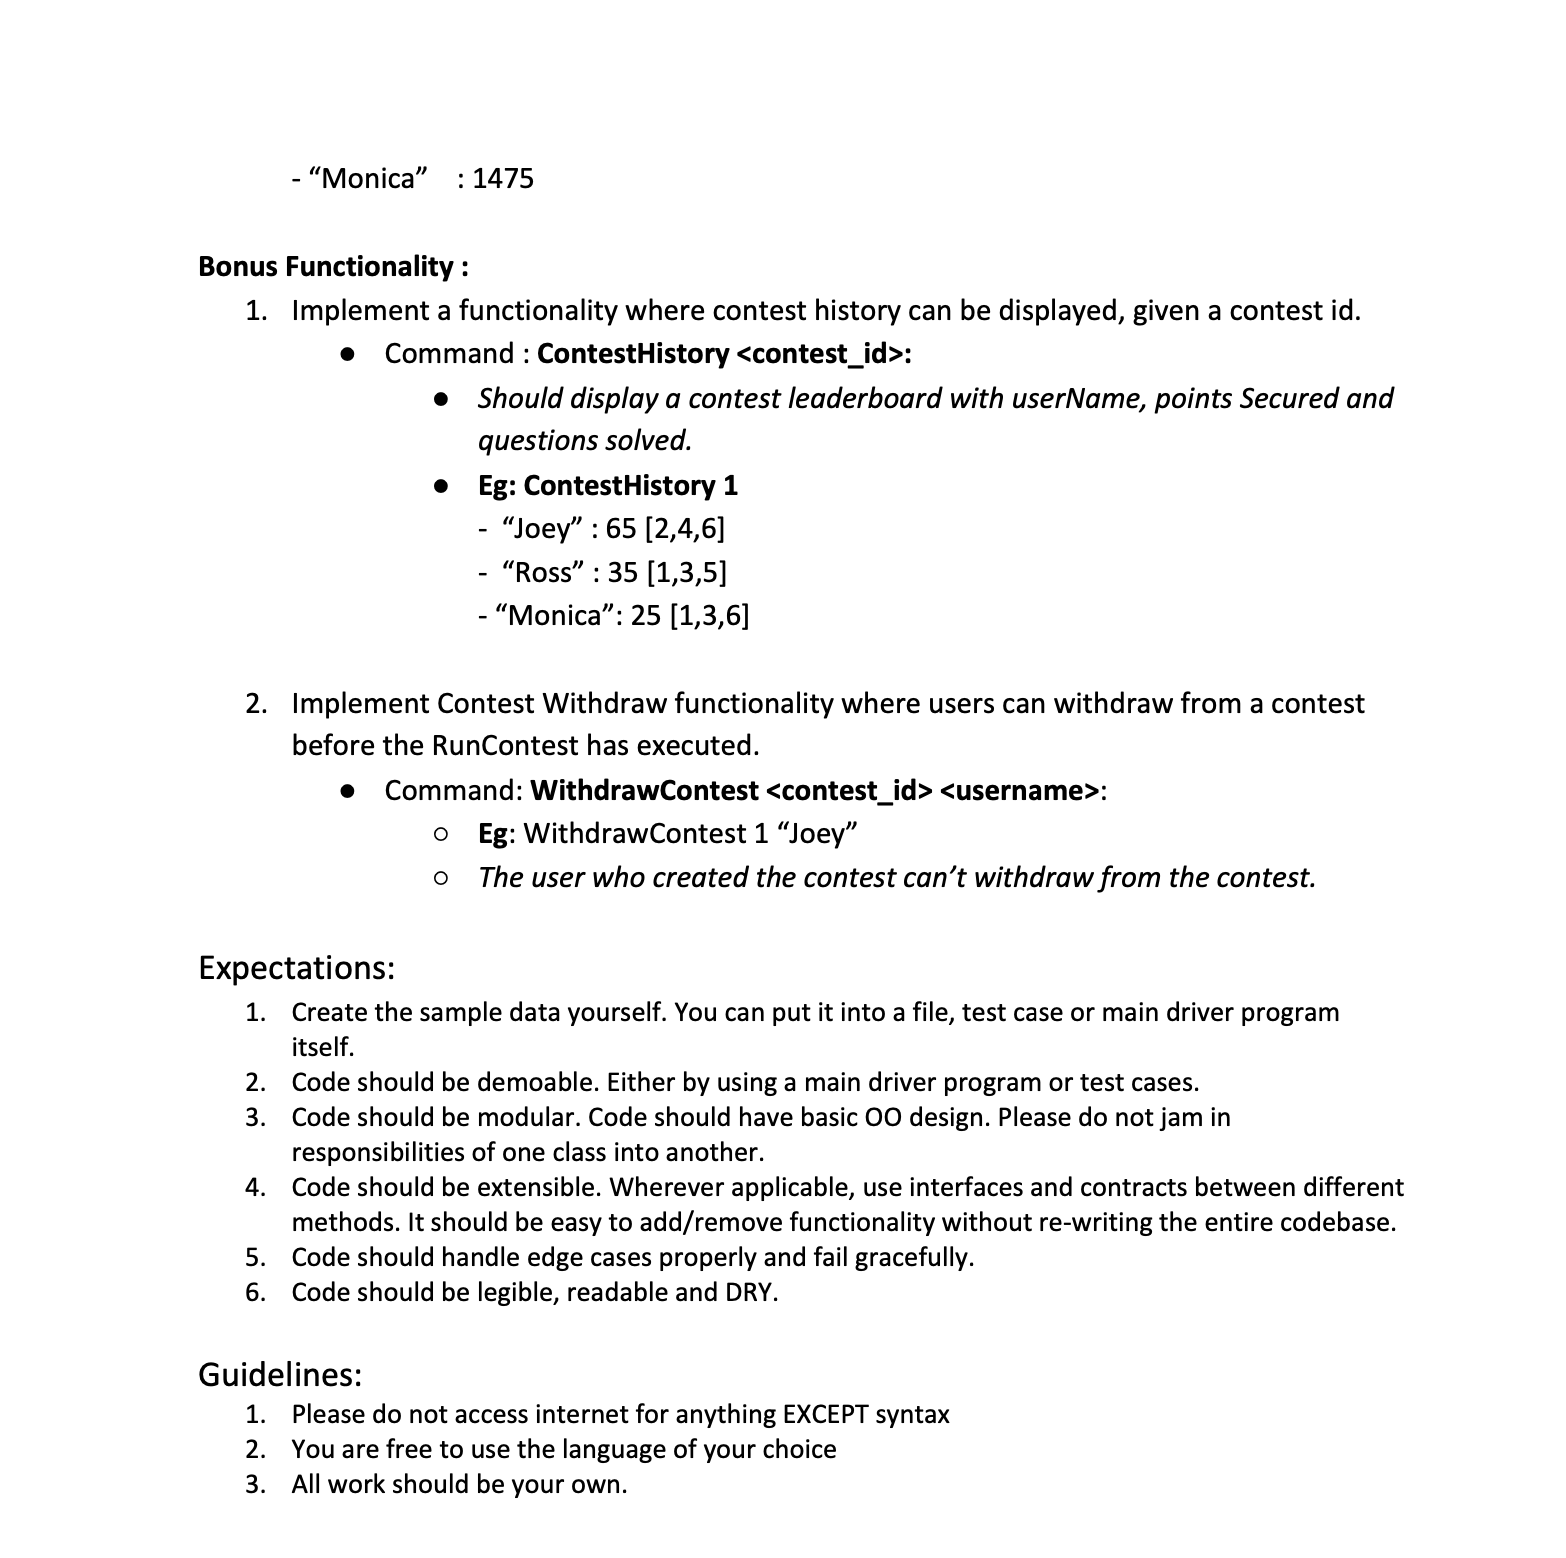 - “Monica” : 1475
Bonus Functionality :
1. Implement a functionality where contest history can be displayed, given a contest id.
● Command : ContestHistory <contest_id>:
● Should display a contest leaderboard with userName, points Secured and
questions solved.
● Eg: ContestHistory 1
- “Joey” : 65 [2,4,6]
- “Ross” : 35 [1,3,5]
- “Monica”: 25 [1,3,6]
2. Implement Contest Withdraw functionality where users can withdraw from a contest
before the RunContest has executed.
● Command: WithdrawContest <contest_id> <username>:
○ Eg: WithdrawContest 1 “Joey”
○ The user who created the contest can’t withdraw from the contest.
Expectations:
1. Create the sample data yourself. You can put it into a file, test case or main driver program
itself.
2. Code should be demoable. Either by using a main driver program or test cases.
3. Code should be modular. Code should have basic OO design. Please do not jam in
responsibilities of one class into another.
4. Code should be extensible. Wherever applicable, use interfaces and contracts between different
methods. It should be easy to add/remove functionality without re-writing the entire codebase.
5. Code should handle edge cases properly and fail gracefully.
6. Code should be legible, readable and DRY.
Guidelines:
1. Please do not access internet for anything EXCEPT syntax
2. You are free to use the language of your choice
3. All work should be your own.